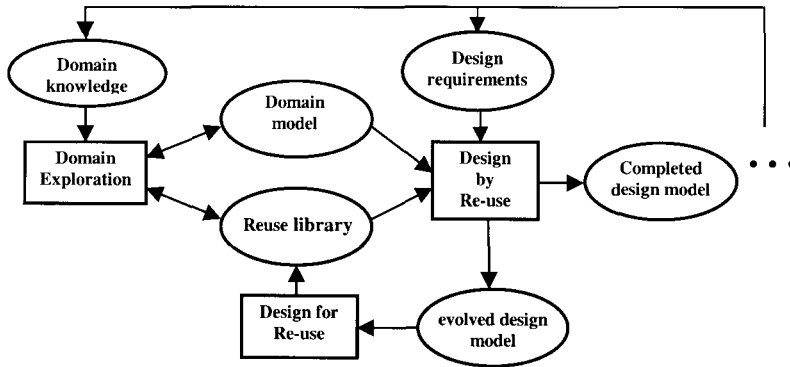 Domain
knowledge
Design
requirements
Domain
model
Domain
Exploration
Design
by
Re-use
Completed
design model
Reuse library
Design for
Re-use
evolved design
model